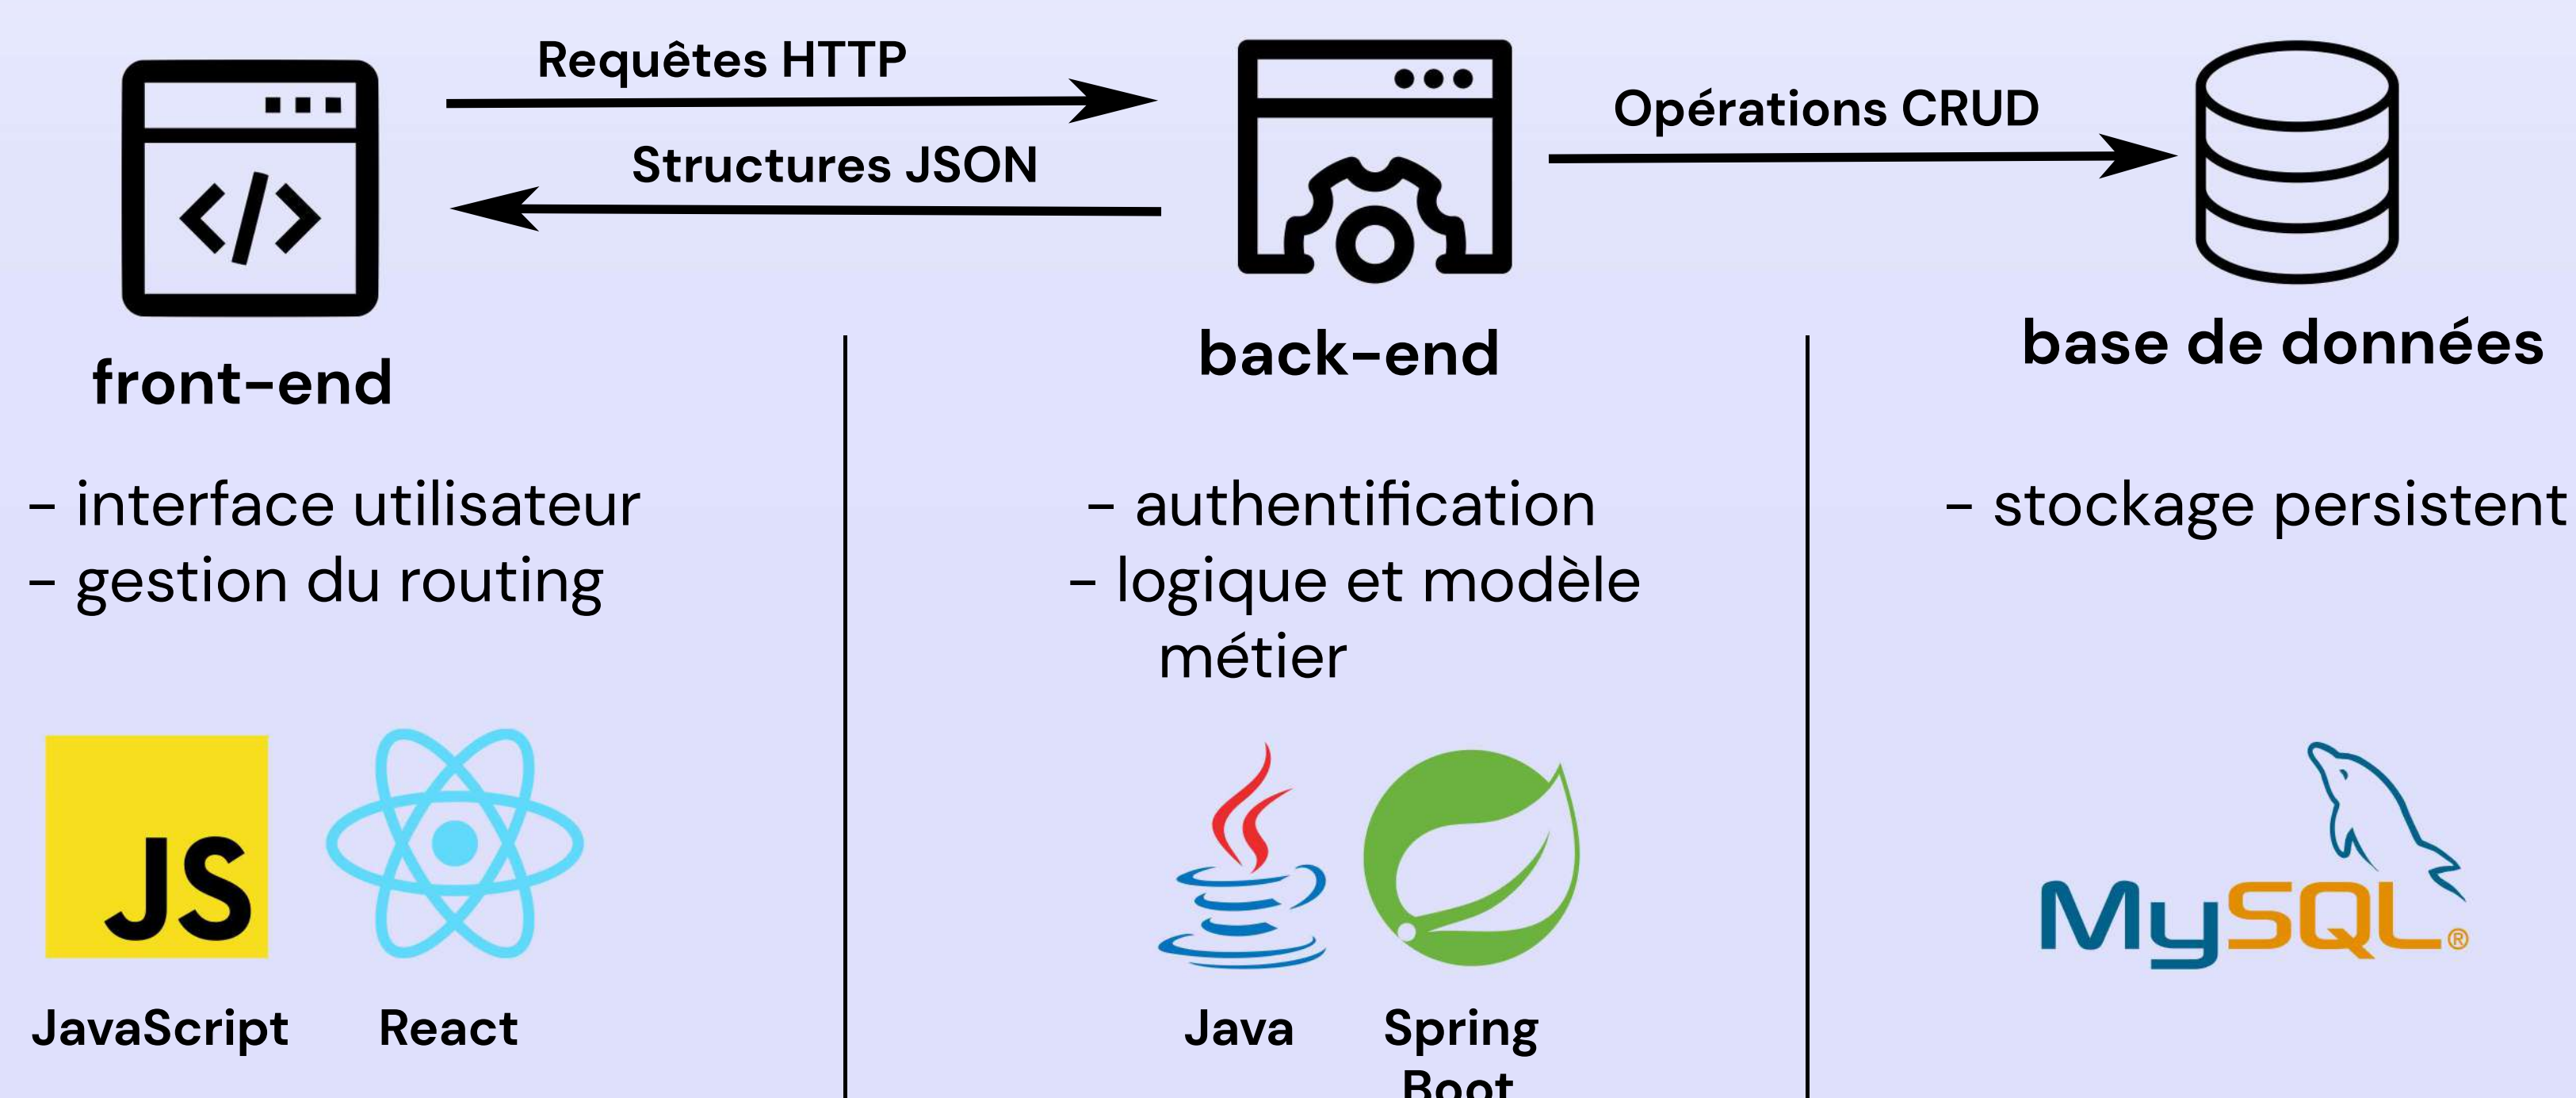 Requêtes HTTP
Structures JSON
Opérations CRUD
front-end
back-end
base de données
- interface utilisateur
- gestion du routing
- authentification
- logique et modèle
métier
- stockage persistent
JS
MySQL®
JavaScript
React
Java
Spring
Boot